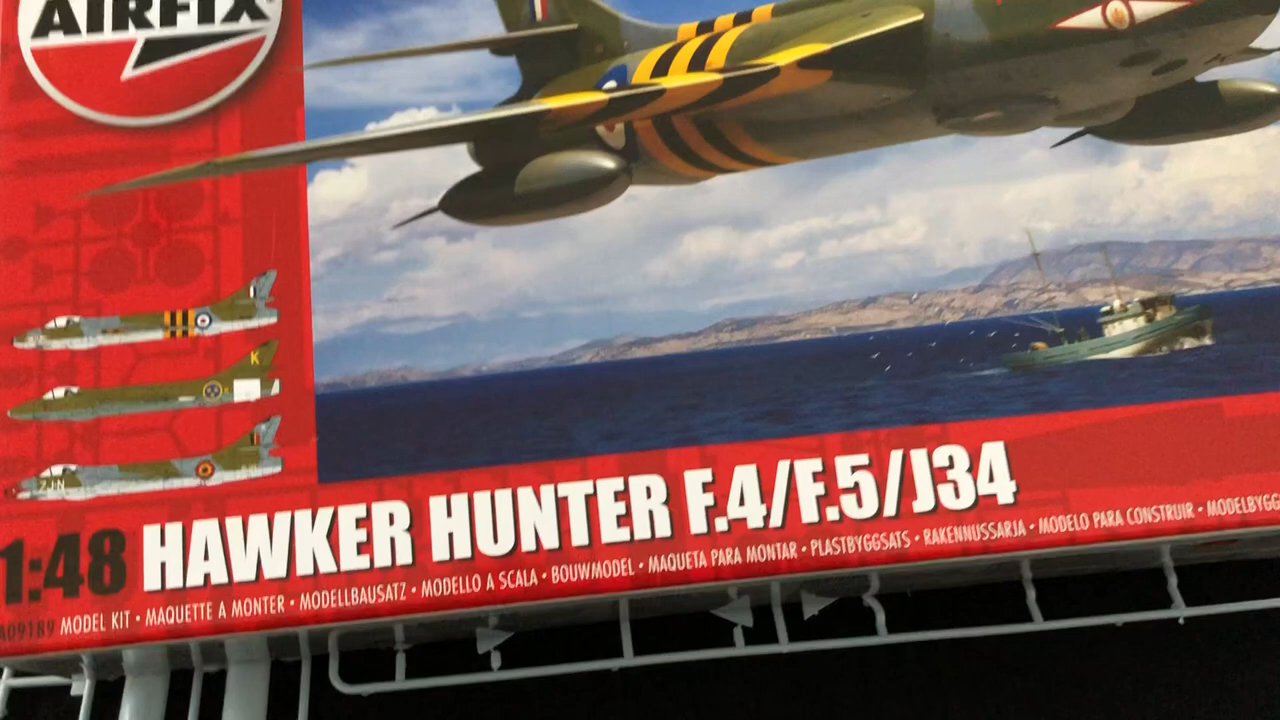 AIRFIX
K
ZJ·N
1:48 HAWKER HUNTER F.4/F.5/J34
A09189 MODEL KIT • MAQUETTE A MONTER • MODELLBAUSATZ • MODELLO A SCALA • BOUWMODEL • MAQUETA PARA MONTAR • PLASTBYGGSATS • RAKENNUSSARJA • MODELO PARA CONSTRUIR • MODELBYGG